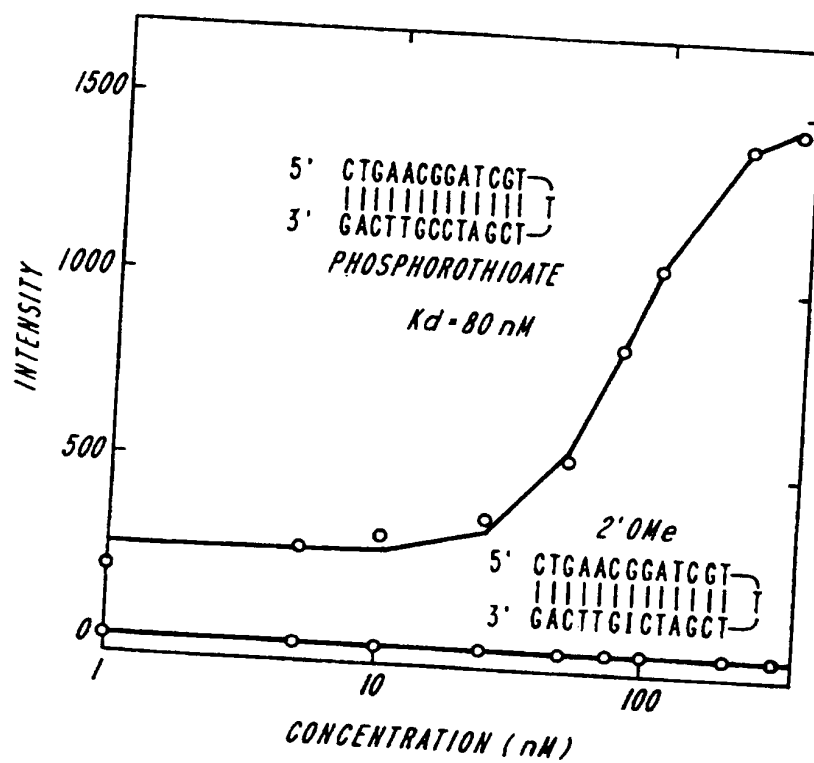 1500
5' CTGAACGGATCGT
T
3' GACTTGCCTAGCT
PHOSPHOROTHIOATE
1000
Kd = 80 nM
INTENSITY
500
2'OMe
5' CTGAACGGATCGT
T
3' GACTTGICTAGCT
0
1 10 100
CONCENTRATION (nM)